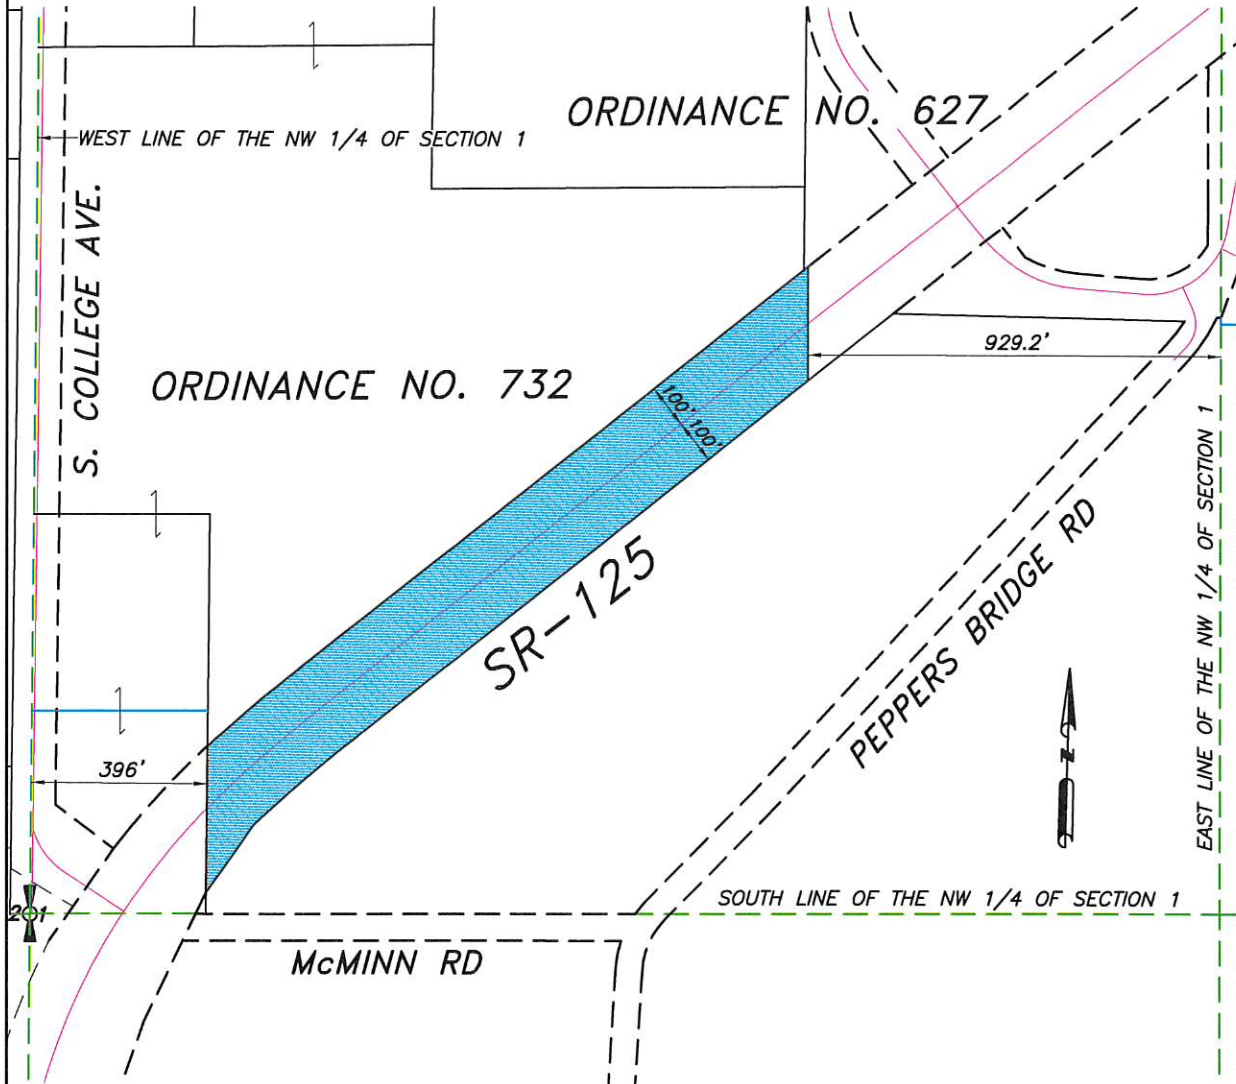 ORDINANCE NO. 627
WEST LINE OF THE NW 1/4 OF SECTION 1
S. COLLEGE AVE.
929.2'
ORDINANCE NO. 732
100' 100'
EAST LINE OF THE NW 1/4 OF SECTION 1
SR-125
PEPPERS BRIDGE RD
N
396'
SOUTH LINE OF THE NW 1/4 OF SECTION 1
McMINN RD